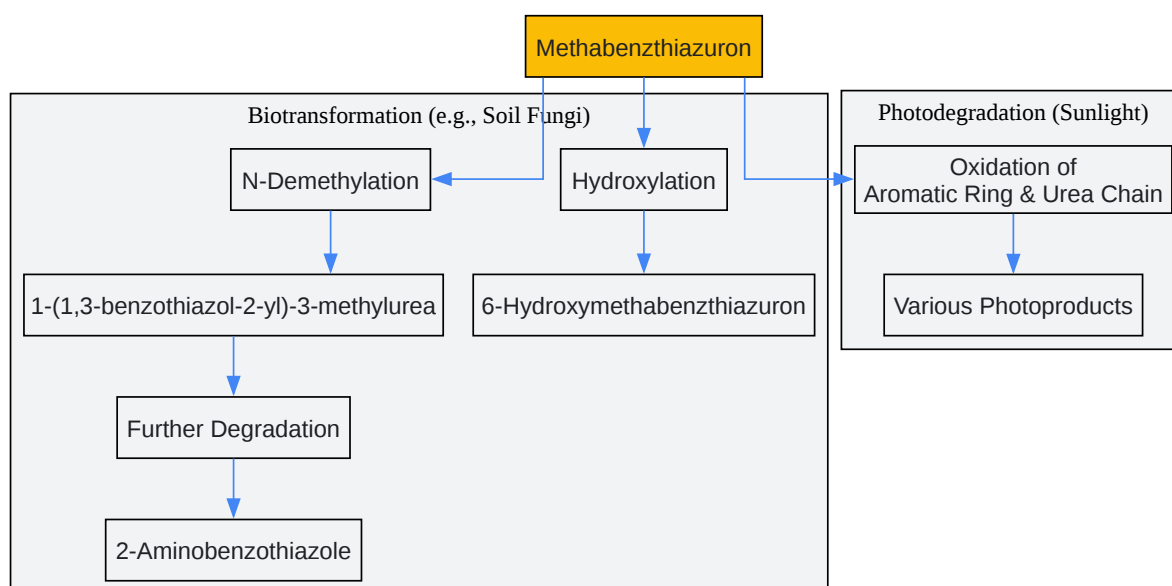 Methabenzthiazuron
Biotransformation (e.g., Soil Fungi)
N-Demethylation
Hydroxylation
1-(1,3-benzothiazol-2-yl)-3-methylurea
6-Hydroxymethabenzthiazuron
Further Degradation
2-Aminobenzothiazole
Photodegradation (Sunlight)
Oxidation of
Aromatic Ring & Urea Chain
Various Photoproducts